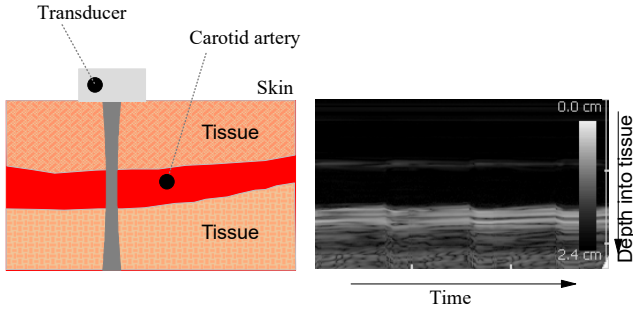 Transducer
Carotid artery
Skin
Tissue
Tissue
0.0 cm
2.4 cm
Depth into tissue
Time